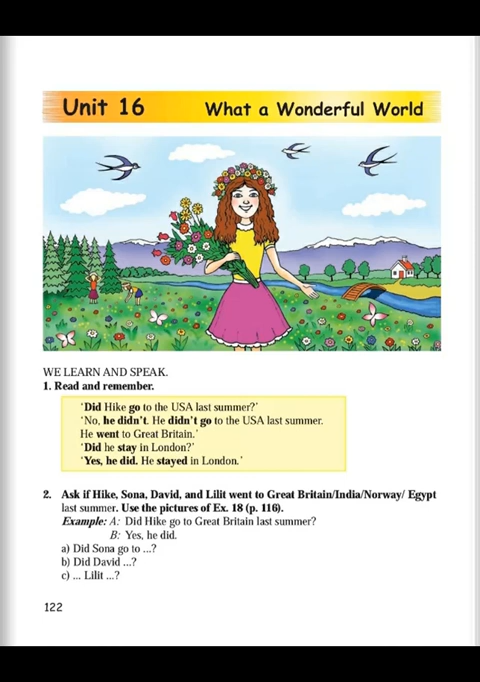 Unit 16 What a Wonderful World
WE LEARN AND SPEAK.
1. Read and remember.
‘Did Hike go to the USA last summer?’
‘No, he didn’t. He didn’t go to the USA last summer.
He went to Great Britain.’
‘Did he stay in London?’
‘Yes, he did. He stayed in London.’
2. Ask if Hike, Sona, David, and Lilit went to Great Britain/India/Norway/ Egypt
last summer. Use the pictures of Ex. 18 (p. 116).
Example: A: Did Hike go to Great Britain last summer?
B: Yes, he did.
a) Did Sona go to ...?
b) Did David ...?
c) ... Lilit ...?
122